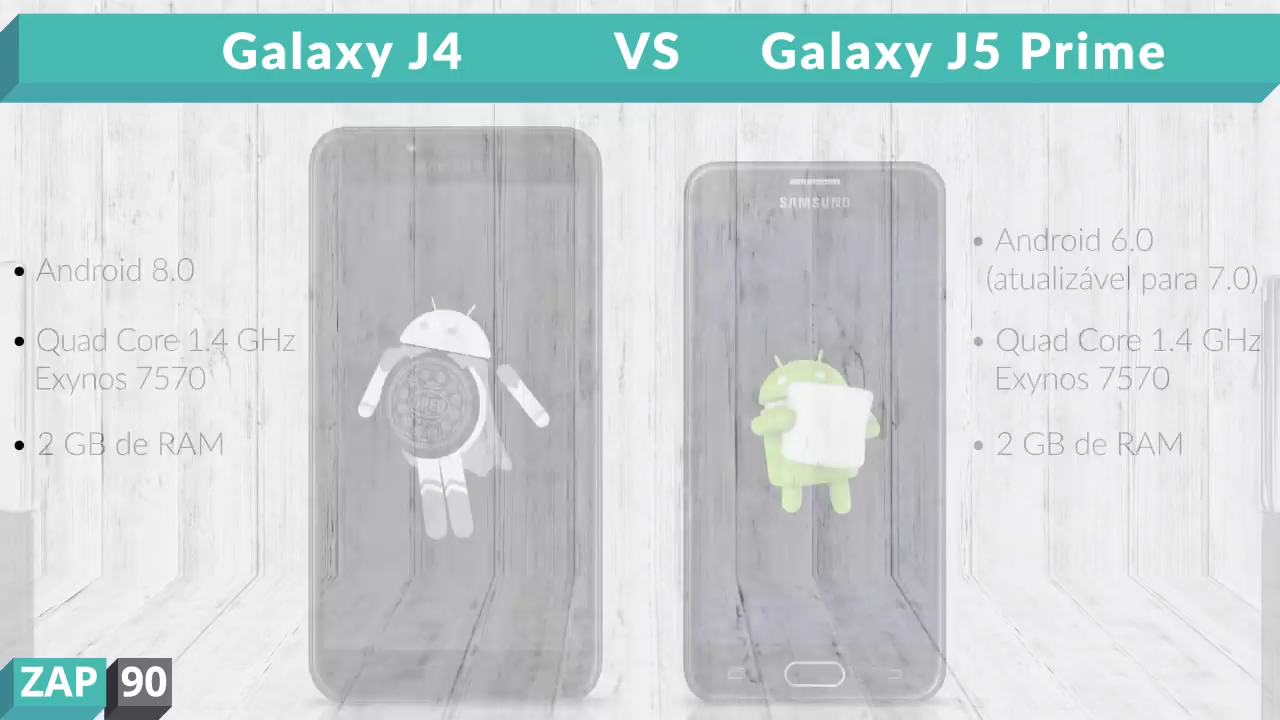 Galaxy J4 VS Galaxy J5 Prime
Android 8.0
Quad Core 1.4 GHz
Exynos 7570
2 GB de RAM
SAMSUNG
Android 6.0
(atualizável para 7.0)
Quad Core 1.4 GHz
Exynos 7570
2 GB de RAM
ZAP 90